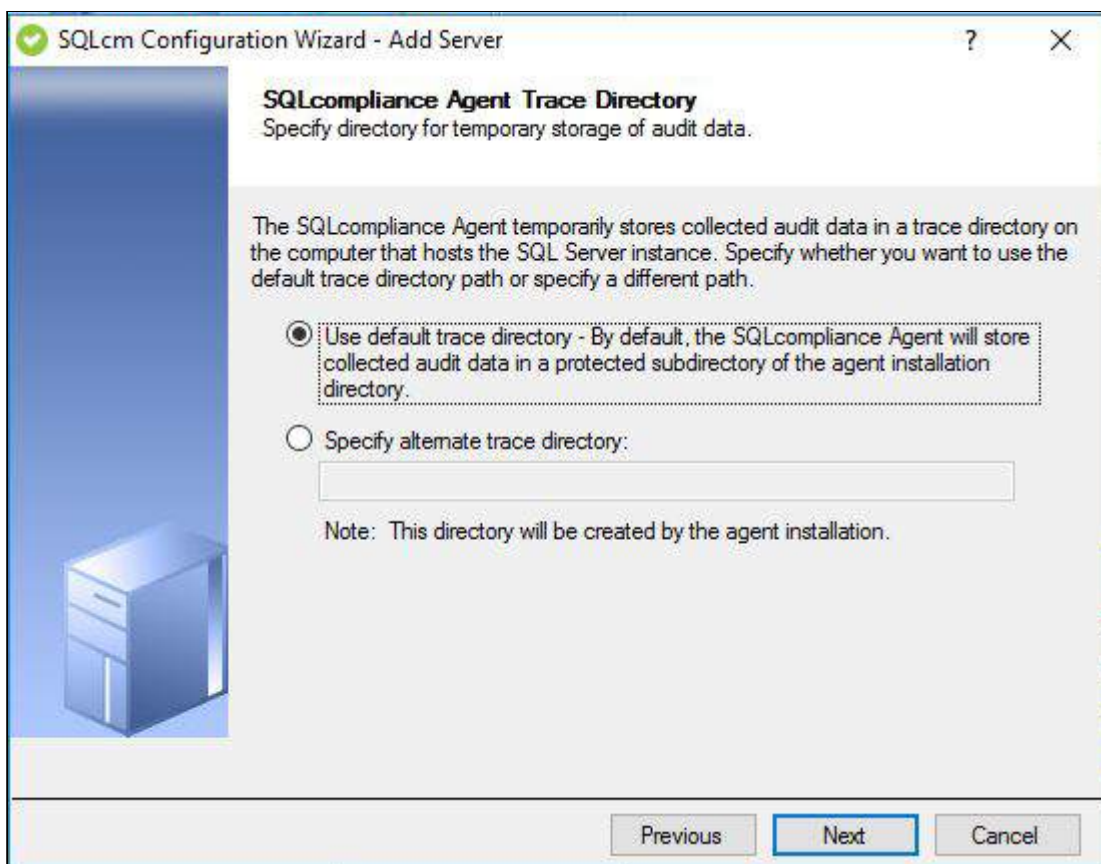 SQLcm Configuration Wizard - Add Server
?
SQLcompliance Agent Trace Directory
Specify directory for temporary storage of audit data.
The SQLcompliance Agent temporarily stores collected audit data in a trace directory on
the computer that hosts the SQL Server instance. Specify whether you want to use the
default trace directory path or specify a different path.
Use default trace directory - By default, the SQLcompliance Agent will store
collected audit data in a protected subdirectory of the agent installation
directory.
Specify alternate trace directory:
Note: This directory will be created by the agent installation.
Previous Next Cancel